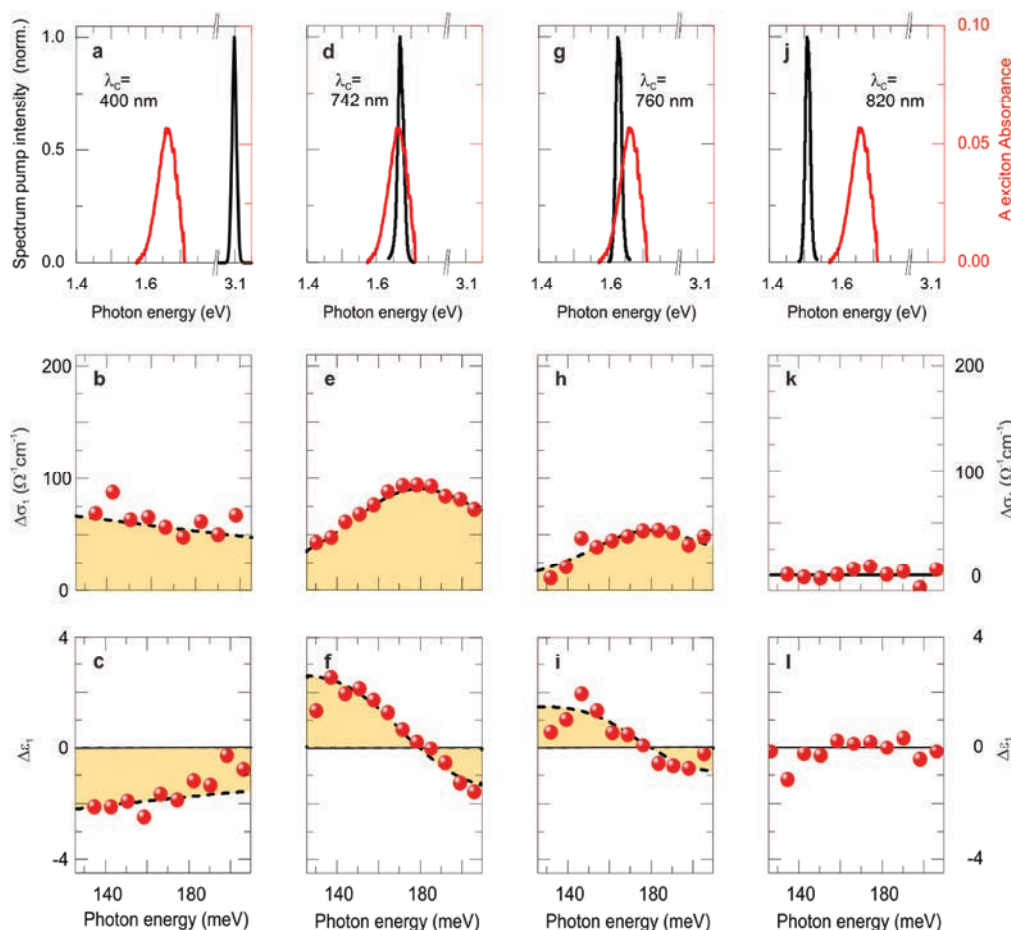 Spectrum pump intensity (norm.)
1.0
0.5
0.0
a
λC=
400 nm
1.4
1.6
3.1
Photon energy (eV)
d
λC=
742 nm
1.4
1.6
3.1
Photon energy (eV)
g
λC=
760 nm
1.4
1.6
3.1
Photon energy (eV)
j
λC=
820 nm
1.4
1.6
3.1
Photon energy (eV)
0.10
0.05
0.00
A exciton Absorbance
Δσ₁ (Ω⁻¹cm⁻¹)
200
100
0
b
e
h
k
200
100
0
Δσ₁ (Ω⁻¹cm⁻¹)
Δε₁
4
0
-4
c
140
180
Photon energy (meV)
f
140
180
Photon energy (meV)
i
140
180
Photon energy (meV)
l
140
180
Photon energy (meV)
4
0
-4
Δε₁